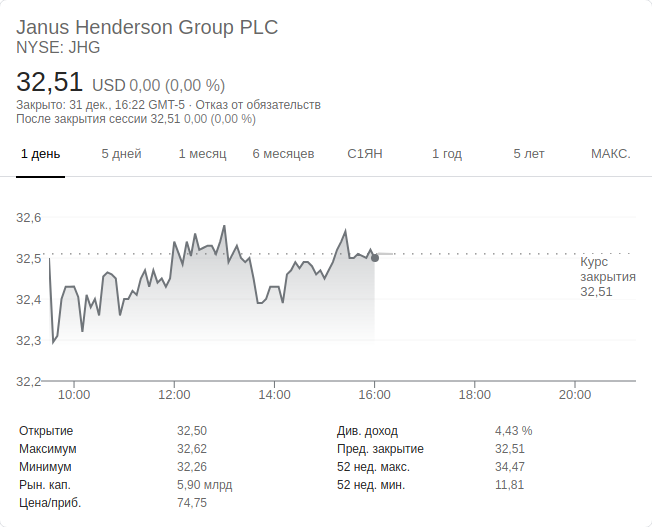 Janus Henderson Group PLC
NYSE: JHG
32,51 USD 0,00 (0,00 %)
Закрыто: 31 дек., 16:22 GMT-5 · Отказ от обязательств
После закрытия сессии 32,51 0,00 (0,00 %)
1 день 5 дней 1 месяц 6 месяцев С1ЯН 1 год 5 лет МАКС.
32,6
32,5
Курс
закрытия
32,51
32,4
32,3
32,2
10:00 12:00 14:00 16:00 18:00 20:00
Открытие 32,50 Див. доход 4,43 %
Максимум 32,62 Пред. закрытие 32,51
Минимум 32,26 52 нед. макс. 34,47
Рын. кап. 5,90 млрд 52 нед. мин. 11,81
Цена/приб. 74,75